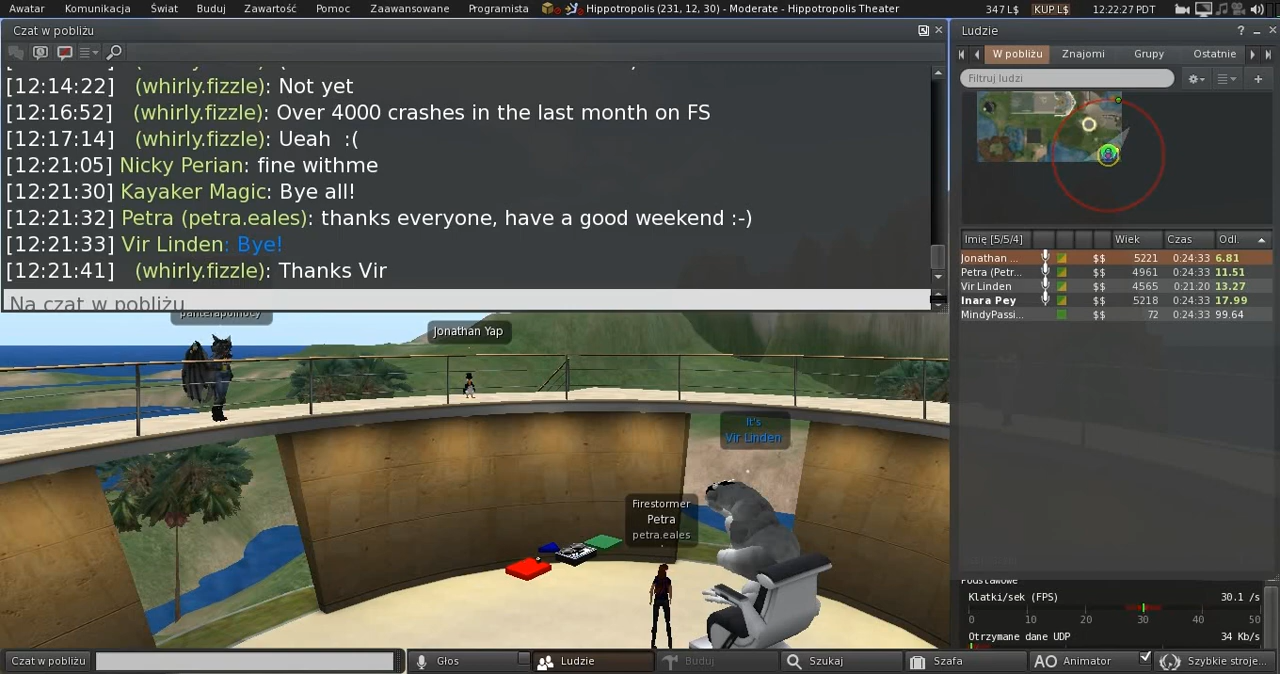 Awatar Komunikacja Świat Buduj Zawartość Pomoc Zaawansowane Programista Hippotropolis (231, 12, 30) - Moderate - Hippotropolis Theater 347 L$ KUP L$ 12:22:27 PDT
Czat w pobliżu
[12:14:22] (whirly.fizzle): Not yet
[12:16:52] (whirly.fizzle): Over 4000 crashes in the last month on FS
[12:17:14] (whirly.fizzle): Ueah :(
[12:21:05] Nicky Perian: fine withme
[12:21:30] Kayaker Magic: Bye all!
[12:21:32] Petra (petra.eales): thanks everyone, have a good weekend :-)
[12:21:33] Vir Linden: Bye!
[12:21:41] (whirly.fizzle): Thanks Vir
Na czat w pobliżu
panterapolnocy
Jonathan Yap
It's
Vir Linden
Firestormer
Petra
petra.eales
Ludzie
W pobliżu Znajomi Grupy Ostatnie
Filtruj ludzi
Imię [5/5/4] Wiek Czas Odl.
Jonathan ... $$ 5221 0:24:33 6.81
Petra (Petr... $$ 4961 0:24:33 11.51
Vir Linden $$ 4565 0:21:20 13.27
Inara Pey $$ 5218 0:24:33 17.99
MindyPassi... $$ 72 0:24:33 99.64
Podstawowe
Klatki/sek (FPS) 30.1 /s
0 10 20 30 40 50
Otrzymane dane UDP 34 Kb/s
Czat w pobliżu Głos Ludzie Buduj Szukaj Szafa AO Animator Szybkie stroje...